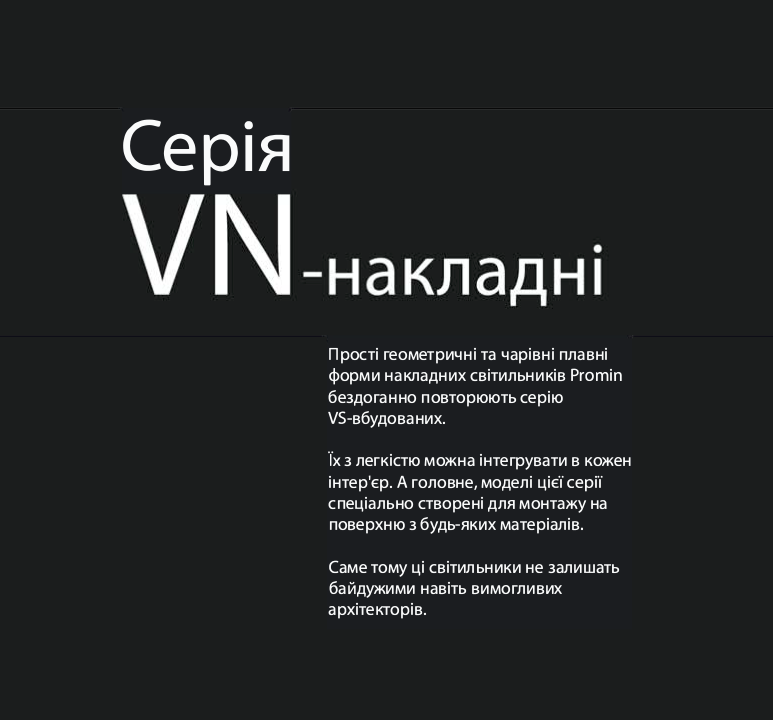 Серія
VN-накладні
Прості геометричні та чарівні плавні
форми накладних світильників Promin
бездоганно повторюють серію
VS-вбудованих.
Їх з легкістю можна інтегрувати в кожен
інтер'єр. А головне, моделі цієї серії
спеціально створені для монтажу на
поверхню з будь-яких матеріалів.
Саме тому ці світильники не залишать
байдужими навіть вимогливих
архітекторів.